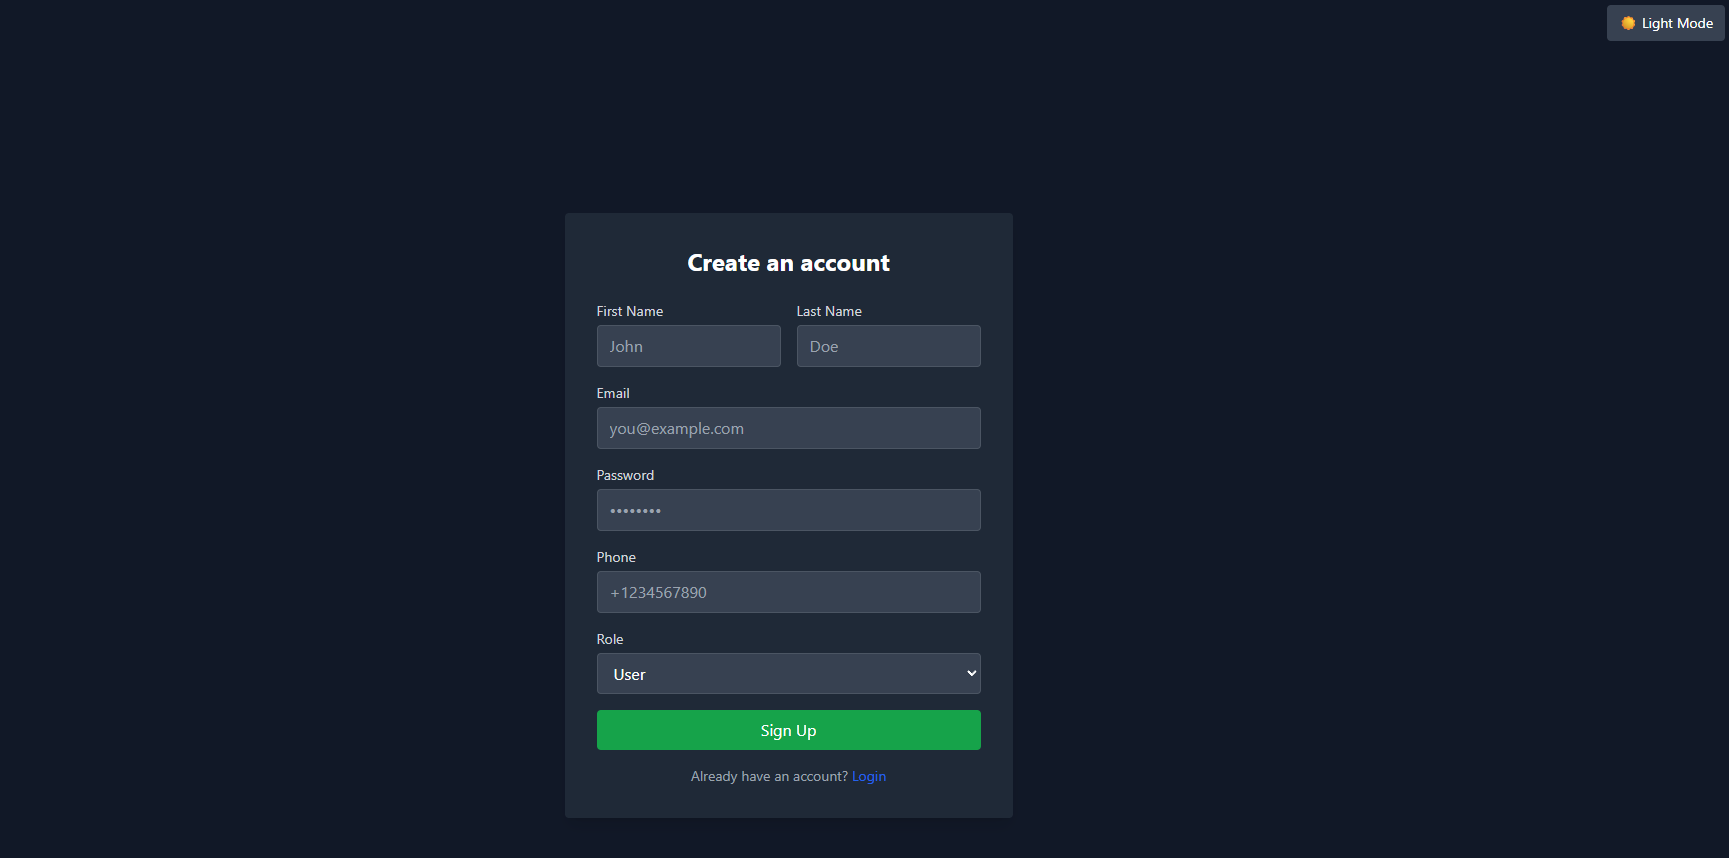 Light Mode
Create an account
First Name Last Name
John Doe
Email
you@example.com
Password
••••••••
Phone
+1234567890
Role
User
Sign Up
Already have an account? Login